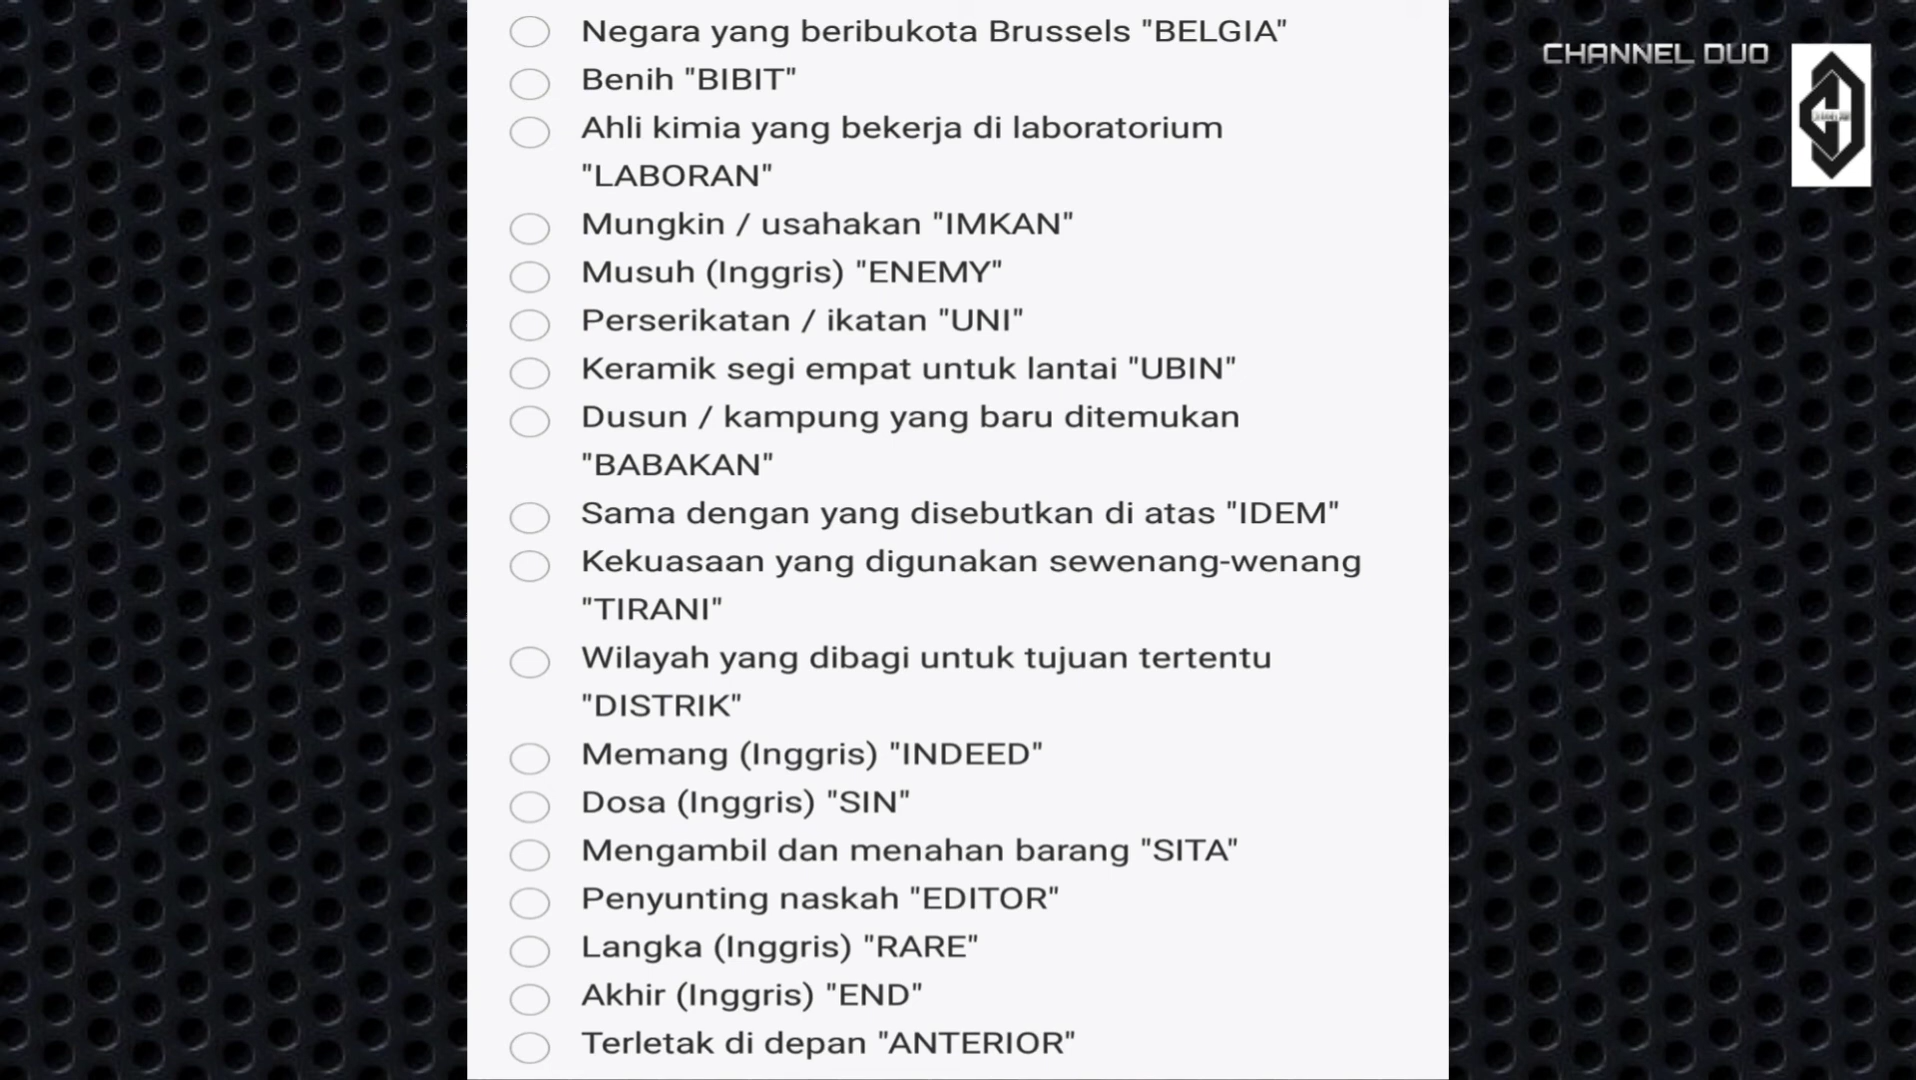 Negara yang beribukota Brussels "BELGIA"
Benih "BIBIT"
Ahli kimia yang bekerja di laboratorium
"LABORAN"
Mungkin / usahakan "IMKAN"
Musuh (Inggris) "ENEMY"
Perserikatan / ikatan "UNI"
Keramik segi empat untuk lantai "UBIN"
Dusun / kampung yang baru ditemukan
"BABAKAN"
Sama dengan yang disebutkan di atas "IDEM"
Kekuasaan yang digunakan sewenang-wenang
"TIRANI"
Wilayah yang dibagi untuk tujuan tertentu
"DISTRIK"
Memang (Inggris) "INDEED"
Dosa (Inggris) "SIN"
Mengambil dan menahan barang "SITA"
Penyunting naskah "EDITOR"
Langka (Inggris) "RARE"
Akhir (Inggris) "END"
Terletak di depan "ANTERIOR"
CHANNEL DUO